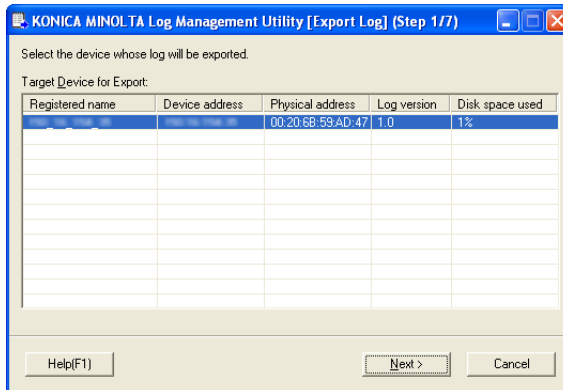 KONICA MINOLTA Log Management Utility [Export Log] (Step 1/7)
Select the device whose log will be exported.
Target Device for Export:
Registered name Device address Physical address Log version Disk space used
00:20:6B:59:AD:47 1.0 1%
Help(F1) Next > Cancel